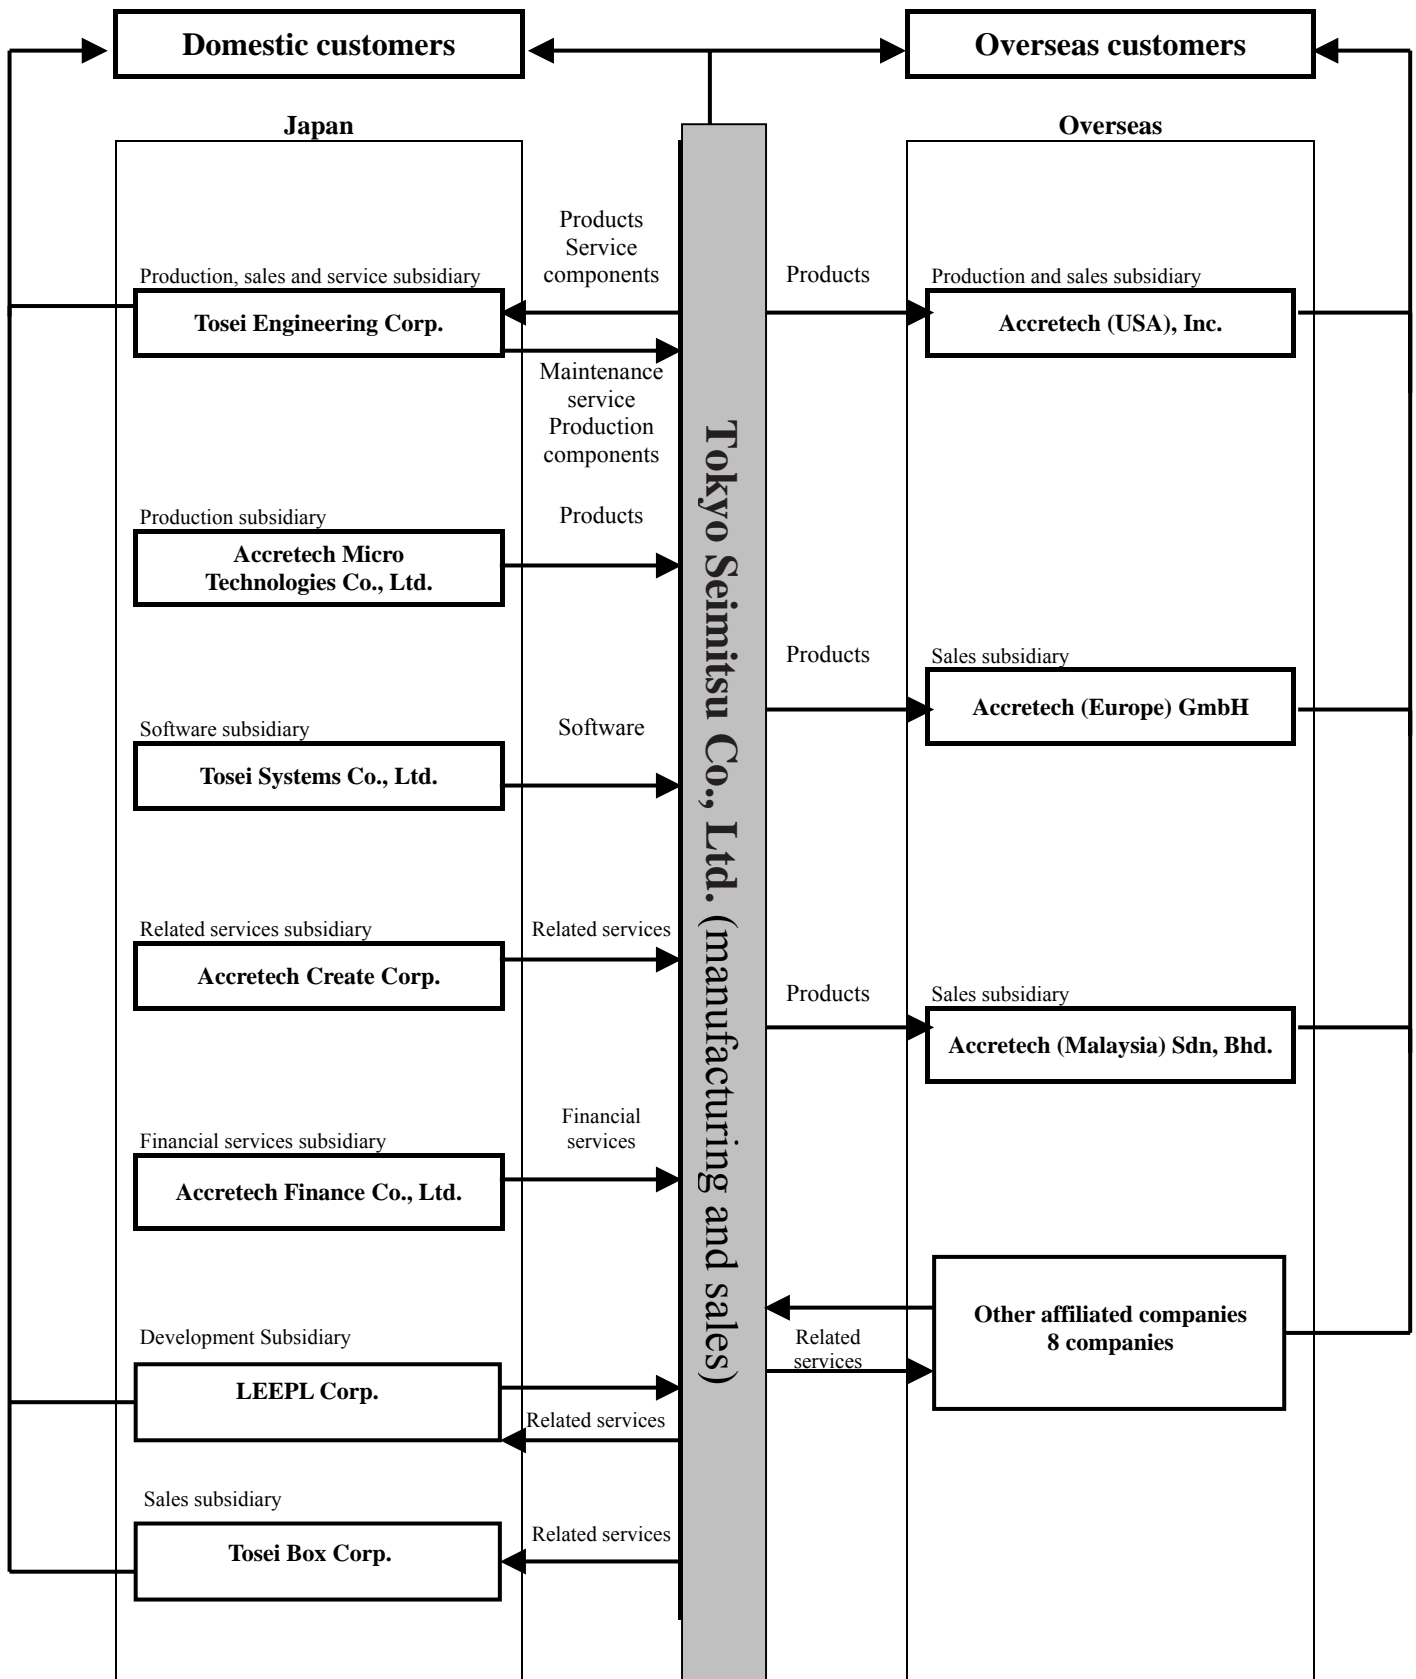 Domestic customers
Overseas customers
Japan
Overseas
Products
Service
components
Products
Production, sales and service subsidiary
Tosei Engineering Corp.
Production and sales subsidiary
Accretech (USA), Inc.
Maintenance
service
Production
components
Tokyo Seimitsu Co., Ltd. (manufacturing and sales)
Production subsidiary
Products
Accretech Micro
Technologies Co., Ltd.
Products
Sales subsidiary
Accretech (Europe) GmbH
Software subsidiary
Software
Tosei Systems Co., Ltd.
Related services subsidiary
Related services
Accretech Create Corp.
Products
Sales subsidiary
Accretech (Malaysia) Sdn, Bhd.
Financial services subsidiary
Financial
services
Accretech Finance Co., Ltd.
Other affiliated companies
8 companies
Related
services
Development Subsidiary
LEEPL Corp.
Related services
Sales subsidiary
Tosei Box Corp.
Related services